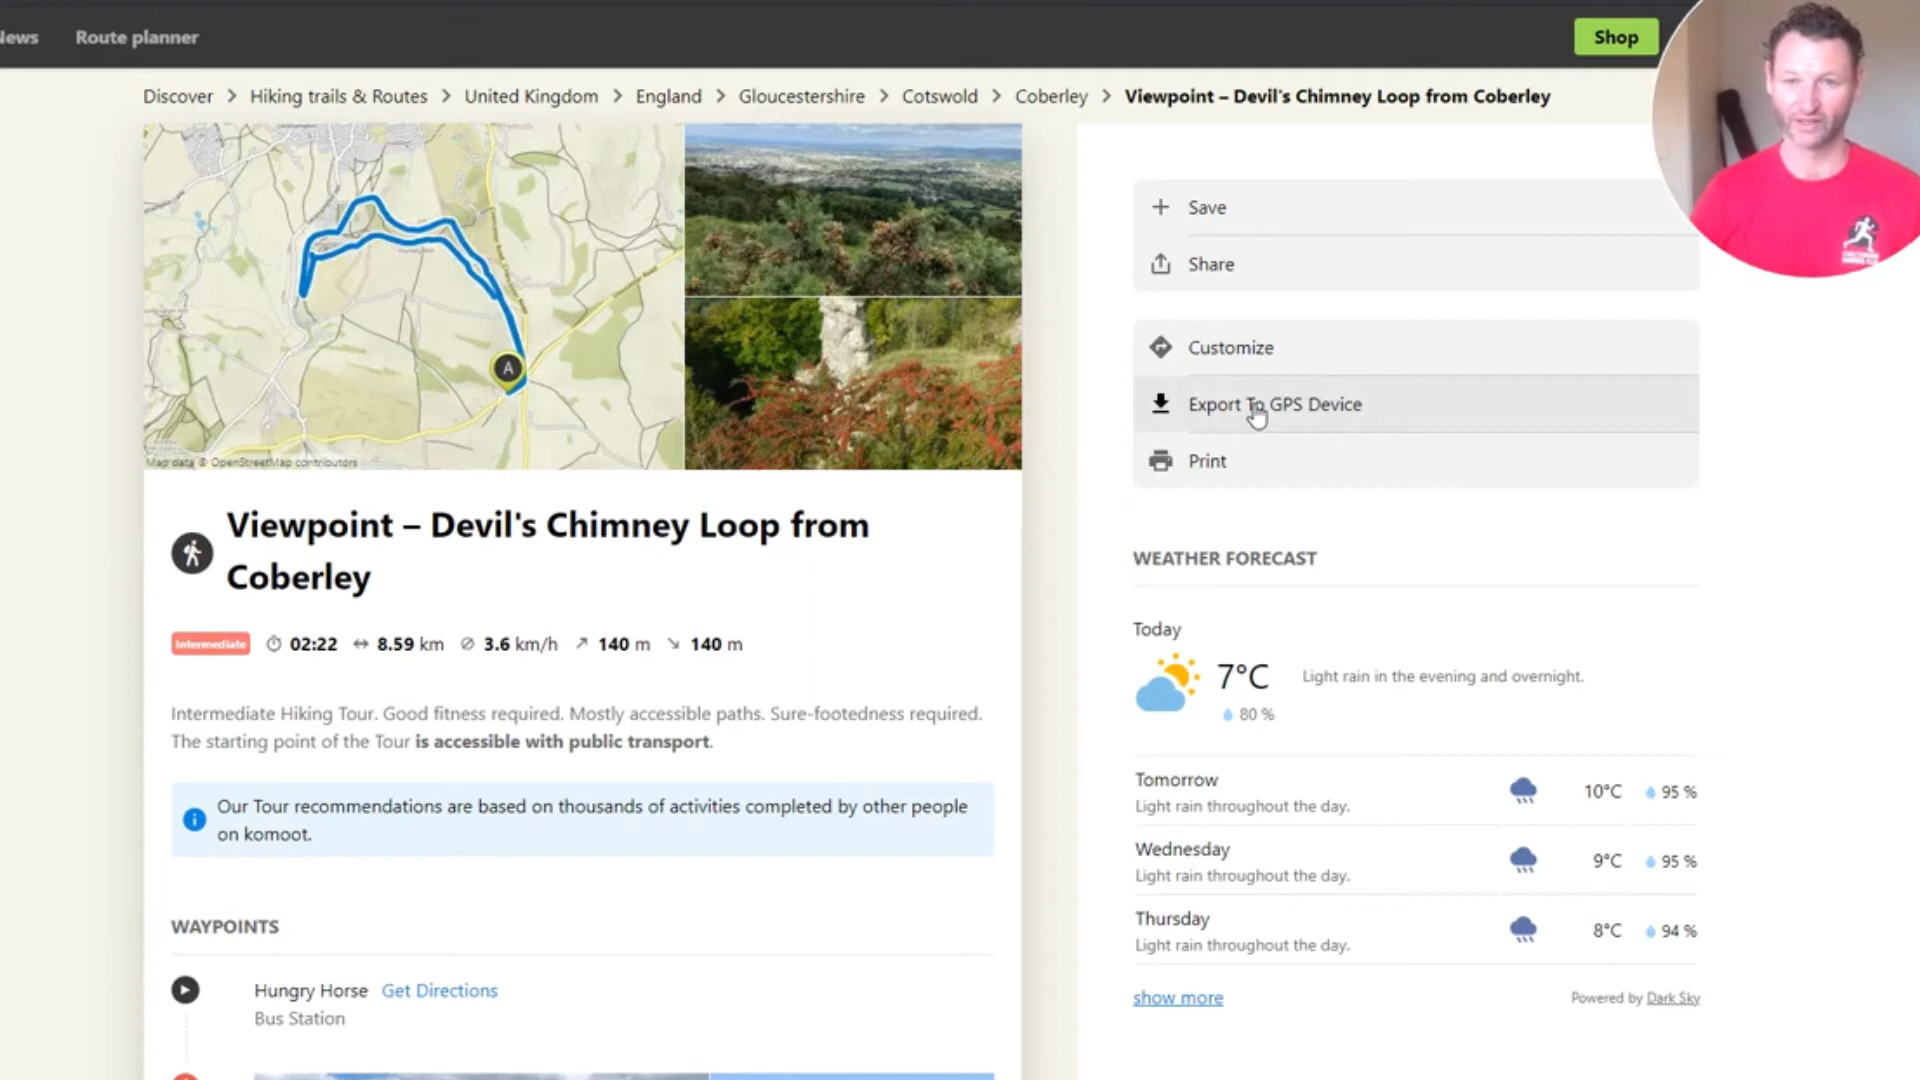 News Route planner Shop
Discover > Hiking trails & Routes > United Kingdom > England > Gloucestershire > Cotswold > Coberley > Viewpoint – Devil's Chimney Loop from Coberley
A
Map data © OpenStreetMap contributors
Viewpoint – Devil's Chimney Loop from
Coberley
Intermediate 02:22 8.59 km 3.6 km/h 140 m 140 m
Intermediate Hiking Tour. Good fitness required. Mostly accessible paths. Sure-footedness required.
The starting point of the Tour is accessible with public transport.
Our Tour recommendations are based on thousands of activities completed by other people
on komoot.
WAYPOINTS
Hungry Horse Get Directions
Bus Station
Save
Share
Customize
Export To GPS Device
Print
WEATHER FORECAST
Today
7°C Light rain in the evening and overnight.
80 %
Tomorrow
Light rain throughout the day.
10°C 95 %
Wednesday
Light rain throughout the day.
9°C 95 %
Thursday
Light rain throughout the day.
8°C 94 %
show more Powered by Dark Sky